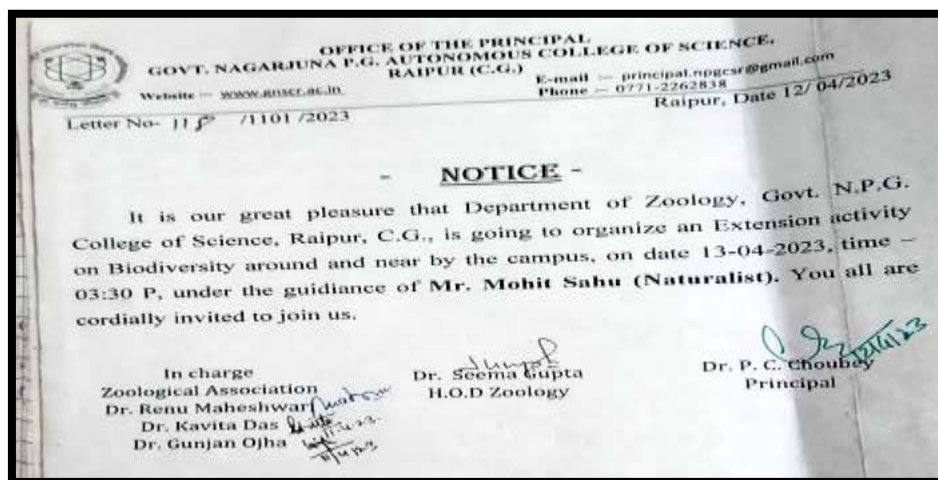 OFFICE OF THE PRINCIPAL
GOVT. NAGARJUNA P.G. AUTONOMOUS COLLEGE OF SCIENCE,
RAIPUR (C.G.)
Website :- www.gnscr.ac.in
E-mail :- principal.npgcsr@gmail.com
Phone :- 0771-2262838
Raipur, Date 12/04/2023
Letter No- /1101 /2023
- NOTICE -
It is our great pleasure that Department of Zoology, Govt. N.P.G.
College of Science, Raipur, C.G., is going to organize an Extension activity
on Biodiversity around and near by the campus, on date 13-04-2023, time –
03:30 P, under the guidiance of Mr. Mohit Sahu (Naturalist). You all are
cordially invited to join us.
In charge
Zoological Association
Dr. Renu Maheshwari
Dr. Kavita Das
Dr. Gunjan Ojha
Dr. Seema Gupta
H.O.D Zoology
12/4/23
Dr. P. C. Choubey
Principal